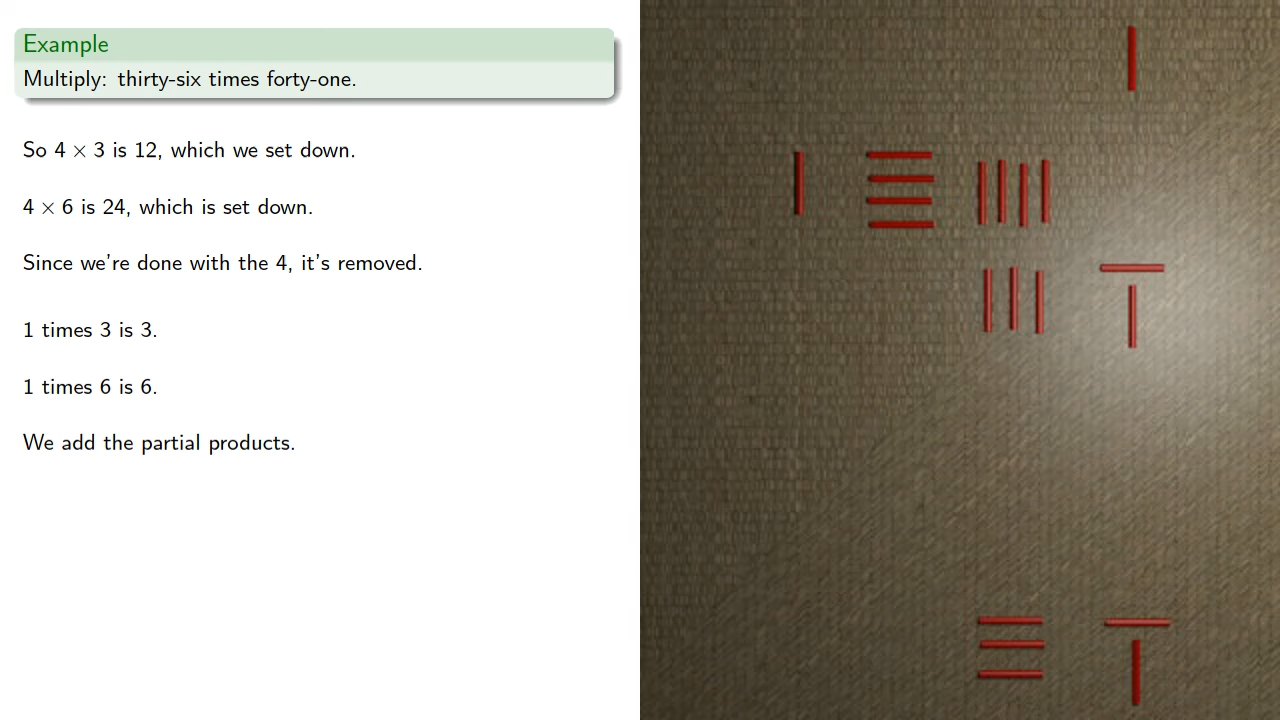 Example
Multiply: thirty-six times forty-one.
So 4 × 3 is 12, which we set down.
4 × 6 is 24, which is set down.
Since we're done with the 4, it's removed.
1 times 3 is 3.
1 times 6 is 6.
We add the partial products.